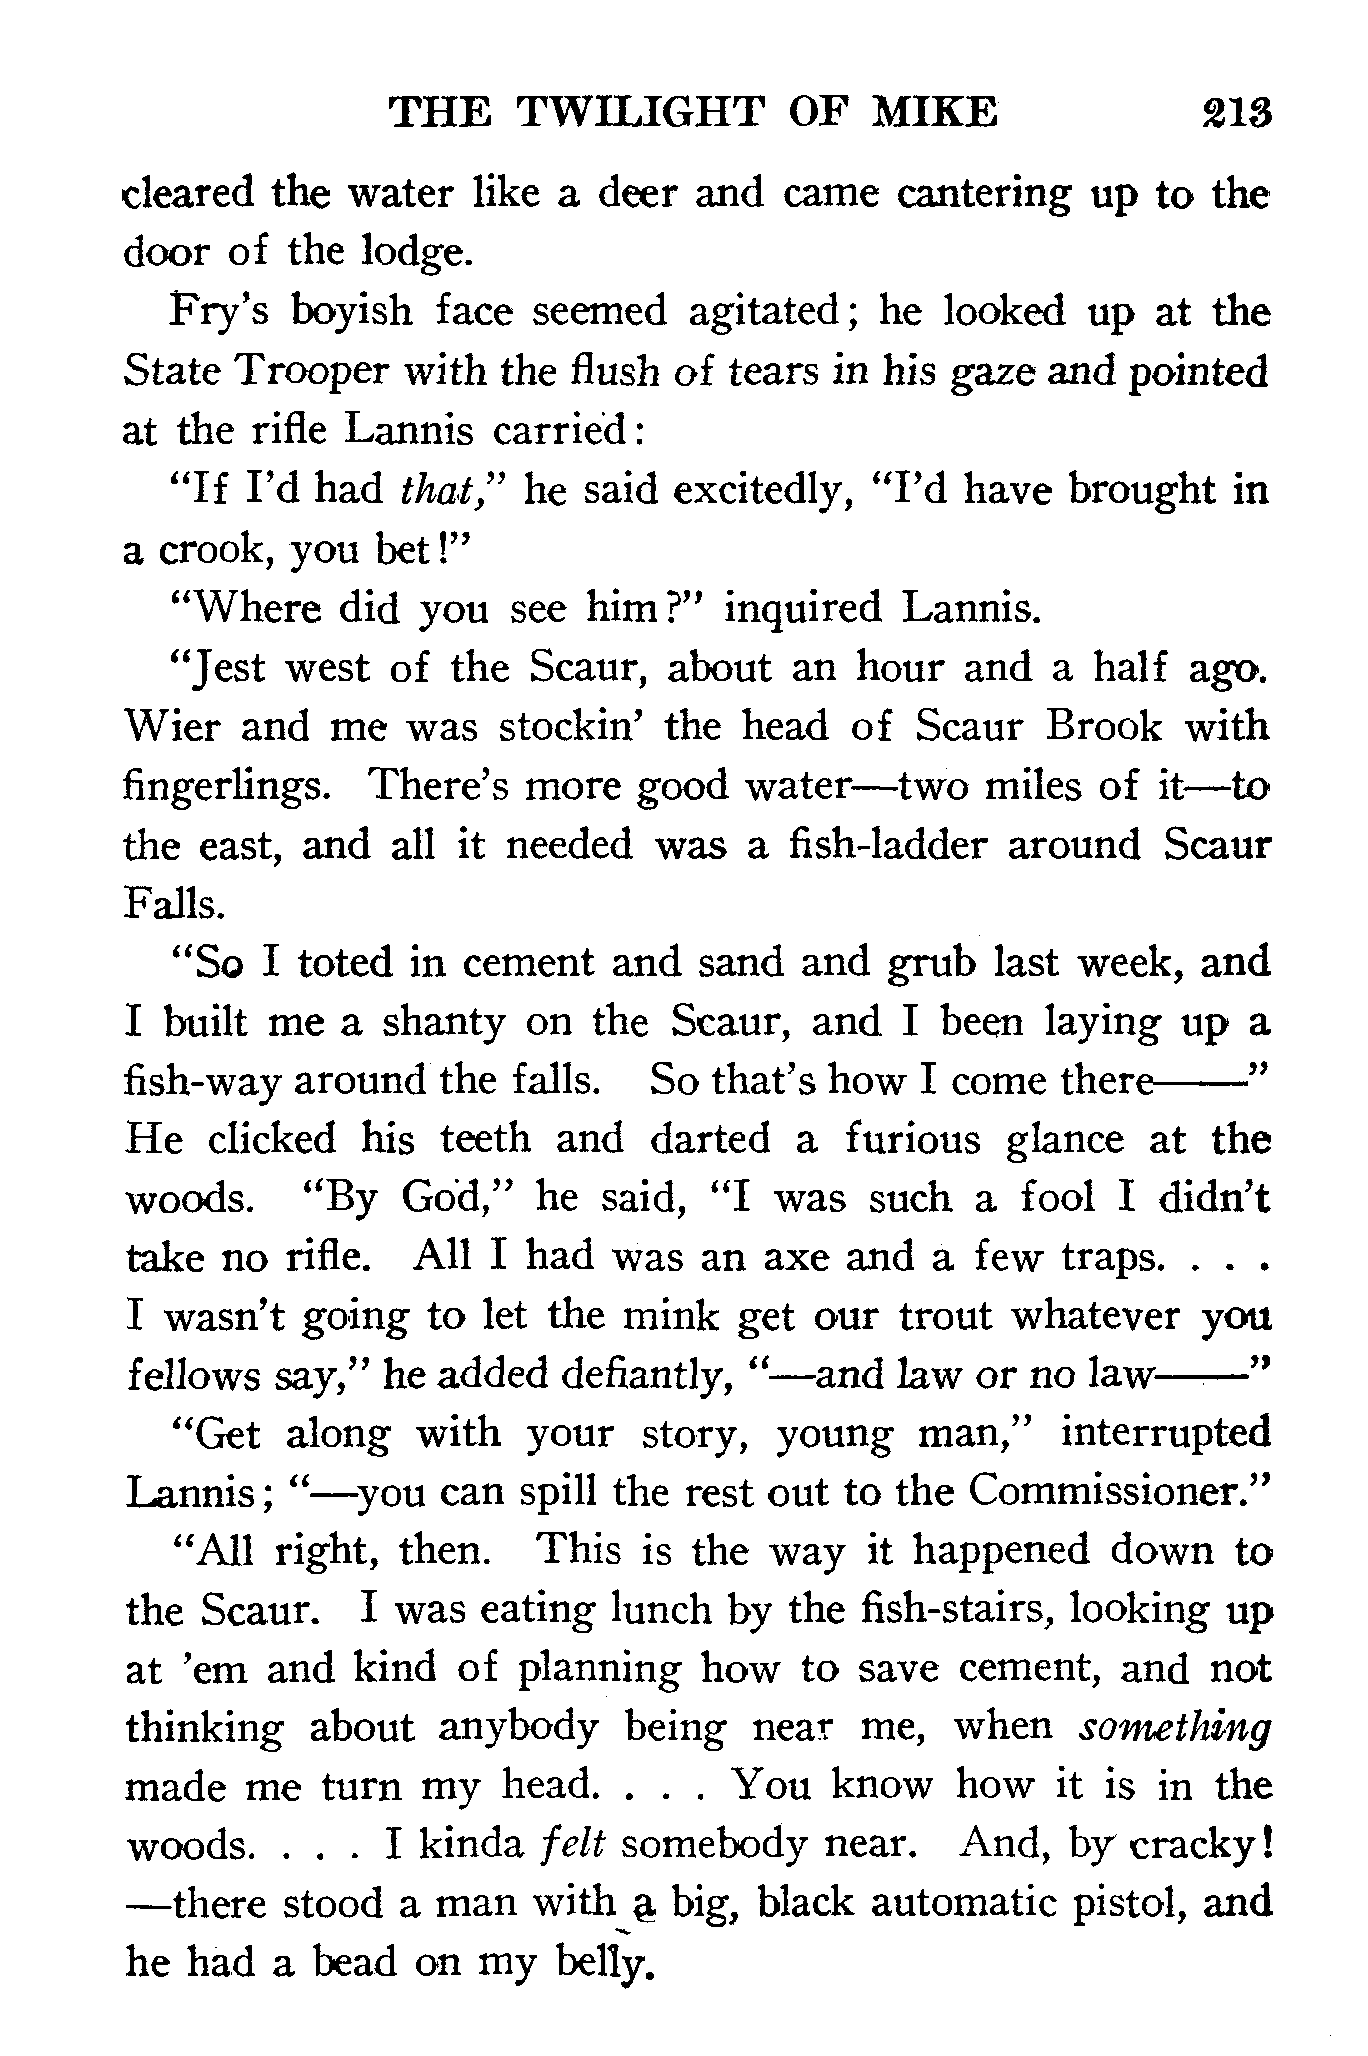 THE TWILIGHT OF MIKE 213
cleared the water like a deer and came cantering up to the
door of the lodge.
Fry's boyish face seemed agitated; he looked up at the
State Trooper with the flush of tears in his gaze and pointed
at the rifle Lannis carried:
"If I'd had that," he said excitedly, "I'd have brought in
a crook, you bet!"
"Where did you see him?" inquired Lannis.
"Jest west of the Scaur, about an hour and a half ago.
Wier and me was stockin' the head of Scaur Brook with
fingerlings. There's more good water—two miles of it—to
the east, and all it needed was a fish-ladder around Scaur
Falls.
"So I toted in cement and sand and grub last week, and
I built me a shanty on the Scaur, and I been laying up a
fish-way around the falls. So that's how I come there——"
He clicked his teeth and darted a furious glance at the
woods. "By God," he said, "I was such a fool I didn't
take no rifle. All I had was an axe and a few traps. . . .
I wasn't going to let the mink get our trout whatever you
fellows say," he added defiantly, "—and law or no law——"
"Get along with your story, young man," interrupted
Lannis; "—you can spill the rest out to the Commissioner."
"All right, then. This is the way it happened down to
the Scaur. I was eating lunch by the fish-stairs, looking up
at 'em and kind of planning how to save cement, and not
thinking about anybody being near me, when something
made me turn my head. . . . You know how it is in the
woods. . . . I kinda felt somebody near. And, by cracky!
—there stood a man with a big, black automatic pistol, and
he had a bead on my belly.